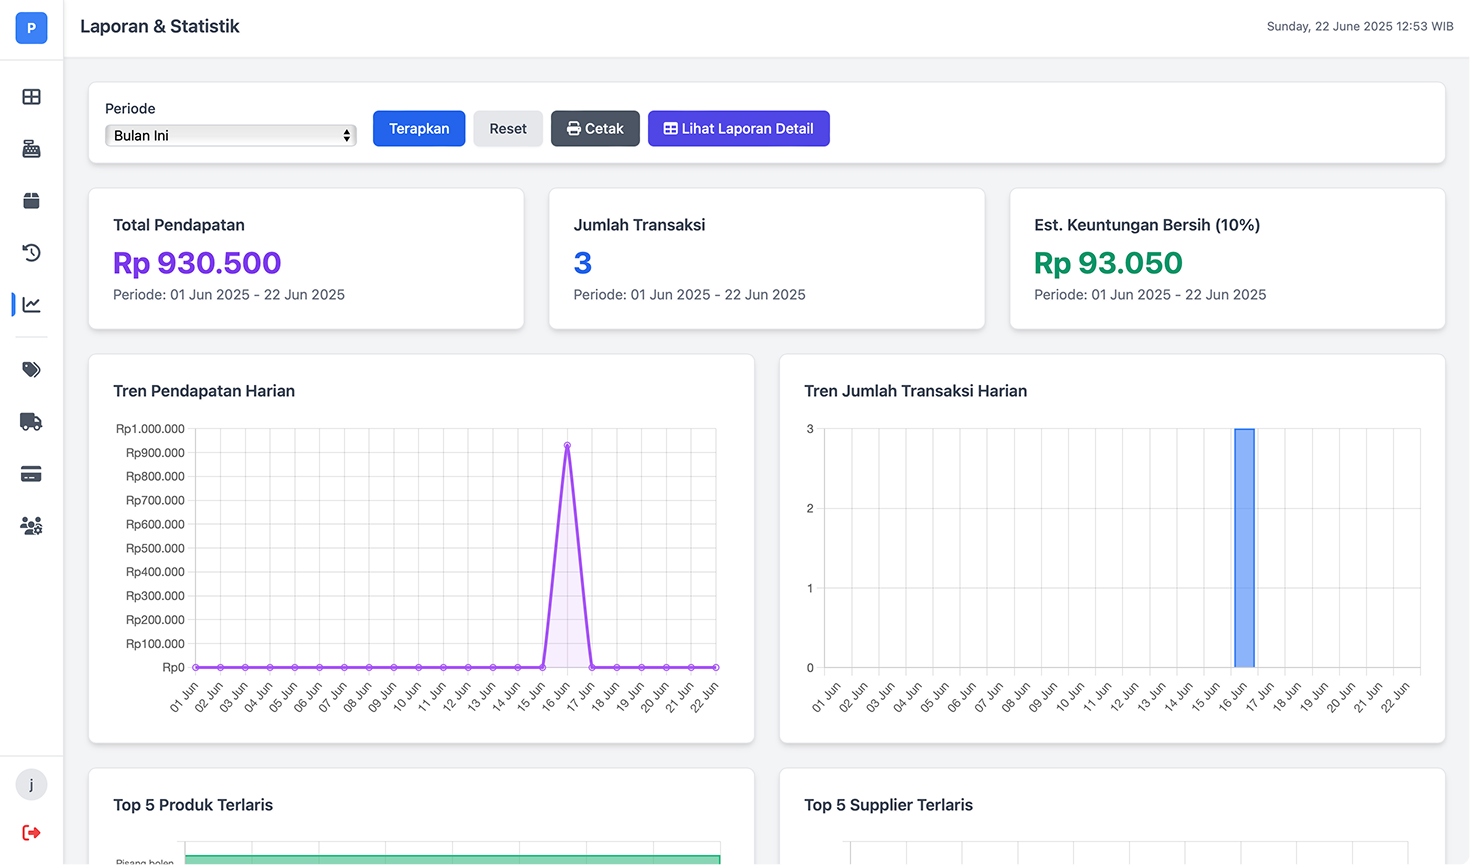 P
Laporan & Statistik
Sunday, 22 June 2025 12:53 WIB
Periode
Bulan Ini
Terapkan
Reset
Cetak
Lihat Laporan Detail
Total Pendapatan
Rp 930.500
Periode: 01 Jun 2025 - 22 Jun 2025
Jumlah Transaksi
3
Periode: 01 Jun 2025 - 22 Jun 2025
Est. Keuntungan Bersih (10%)
Rp 93.050
Periode: 01 Jun 2025 - 22 Jun 2025
Tren Pendapatan Harian
Rp1.000.000
Rp900.000
Rp800.000
Rp700.000
Rp600.000
Rp500.000
Rp400.000
Rp300.000
Rp200.000
Rp100.000
Rp0
01 Jun
02 Jun
03 Jun
04 Jun
05 Jun
06 Jun
07 Jun
08 Jun
09 Jun
10 Jun
11 Jun
12 Jun
13 Jun
14 Jun
15 Jun
16 Jun
17 Jun
18 Jun
19 Jun
20 Jun
21 Jun
22 Jun
Tren Jumlah Transaksi Harian
3
2
1
0
01 Jun
02 Jun
03 Jun
04 Jun
05 Jun
06 Jun
07 Jun
08 Jun
09 Jun
10 Jun
11 Jun
12 Jun
13 Jun
14 Jun
15 Jun
16 Jun
17 Jun
18 Jun
19 Jun
20 Jun
21 Jun
22 Jun
j
Top 5 Produk Terlaris
Pisang bolen
Top 5 Supplier Terlaris